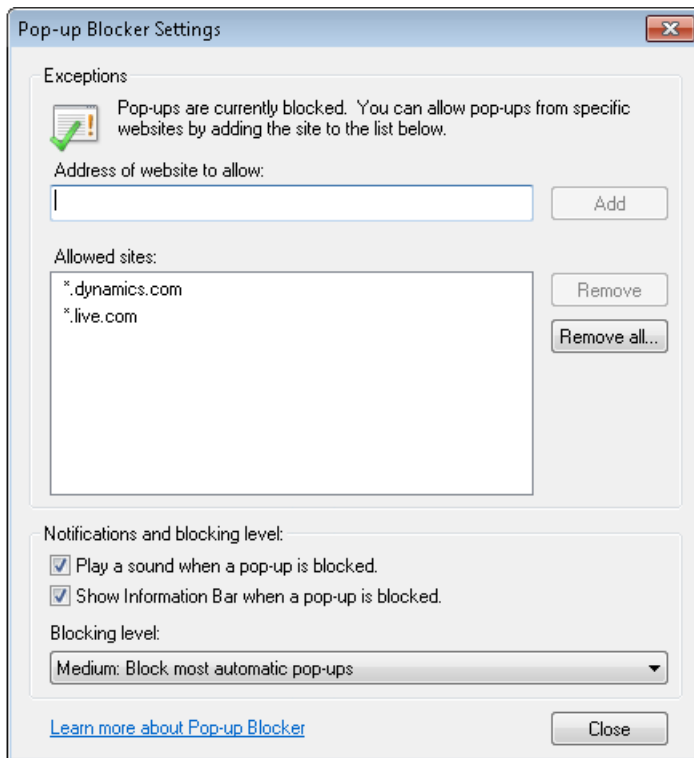 Pop-up Blocker Settings
Exceptions
Pop-ups are currently blocked.  You can allow pop-ups from specific
websites by adding the site to the list below.
Address of website to allow:
Add
Allowed sites:
*.dynamics.com
*.live.com
Remove
Remove all...
Notifications and blocking level:
Play a sound when a pop-up is blocked.
Show Information Bar when a pop-up is blocked.
Blocking level:
Medium: Block most automatic pop-ups
Learn more about Pop-up Blocker
Close